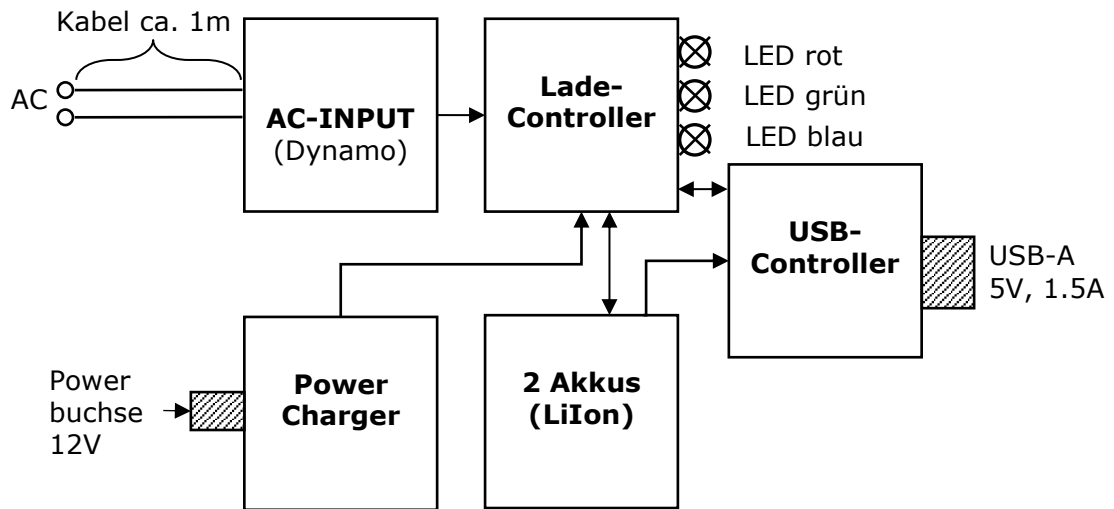 Kabel ca. 1m
AC
AC-INPUT
(Dynamo)
Lade-
Controller
LED rot
LED grün
LED blau
USB-
Controller
USB-A
5V, 1.5A
Power
buchse
12V
Power
Charger
2 Akkus
(LiIon)